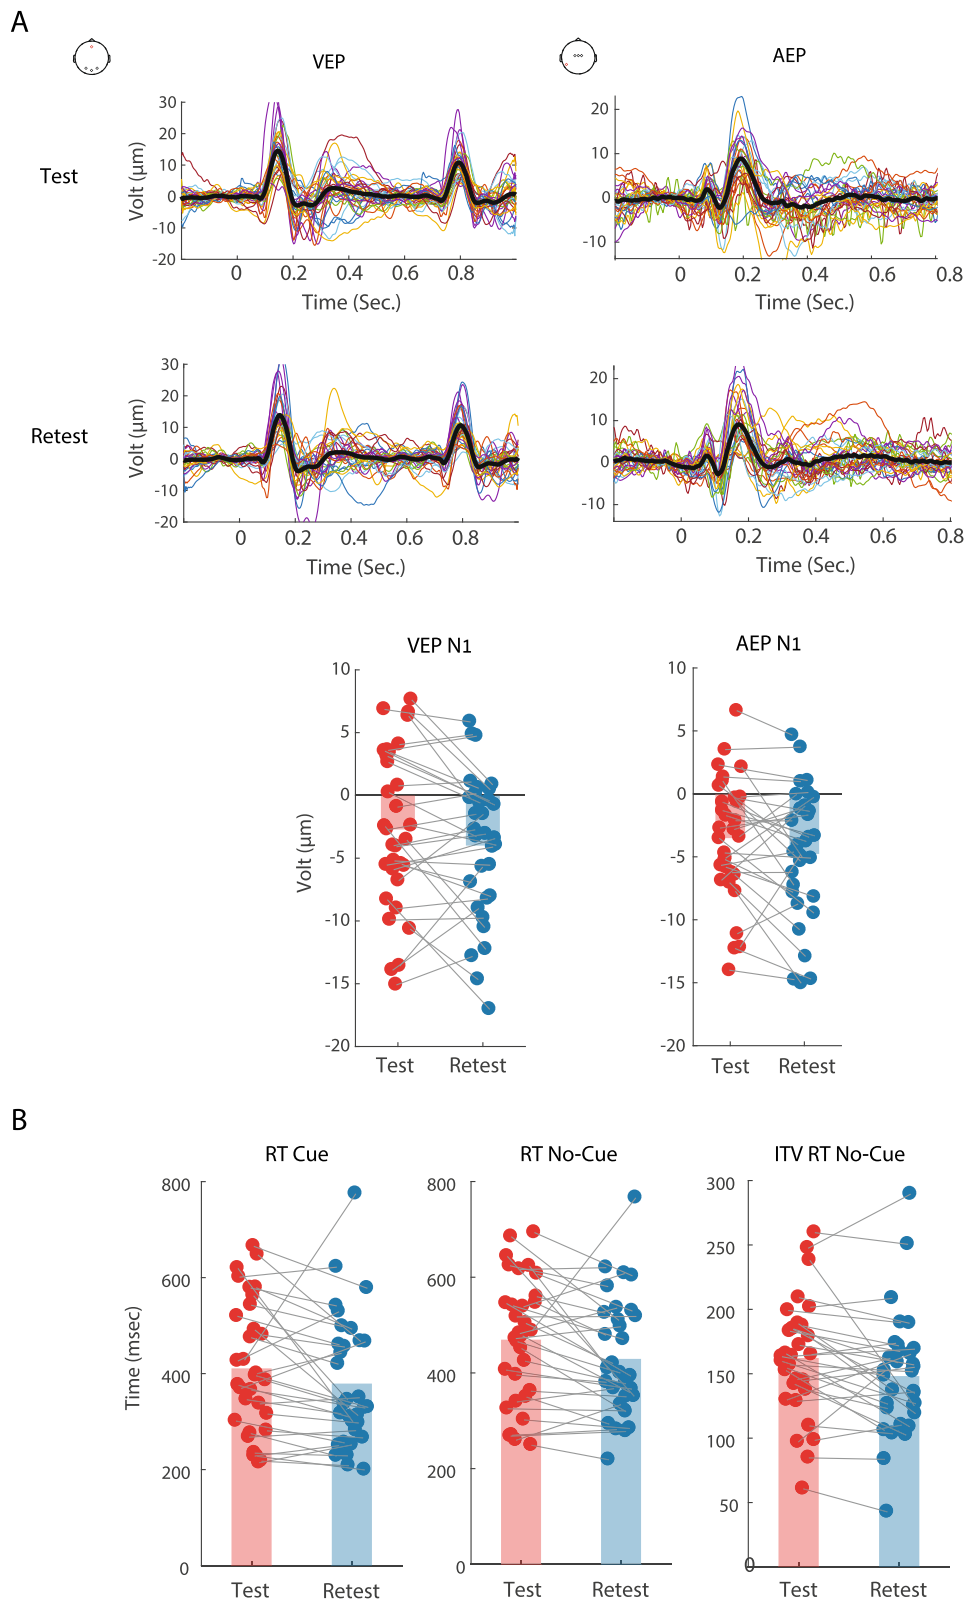 A
VEP
AEP
Test
Volt (µm)
30
20
10
0
-10
-20
0 0.2 0.4 0.6 0.8
Time (Sec.)
20
10
0
-10
0 0.2 0.4 0.6 0.8
Time (Sec.)
Retest
Volt (µm)
30
20
10
0
-10
-20
0 0.2 0.4 0.6 0.8
Time (Sec.)
20
10
0
-10
0 0.2 0.4 0.6 0.8
Time (Sec.)
VEP N1
Volt (µm)
10
5
0
-5
-10
-15
-20
Test Retest
AEP N1
10
5
0
-5
-10
-15
-20
Test Retest
B
RT Cue
Time (msec)
800
600
400
200
0
Test Retest
RT No-Cue
800
600
400
200
0
Test Retest
ITV RT No-Cue
300
250
200
150
100
50
0
Test Retest